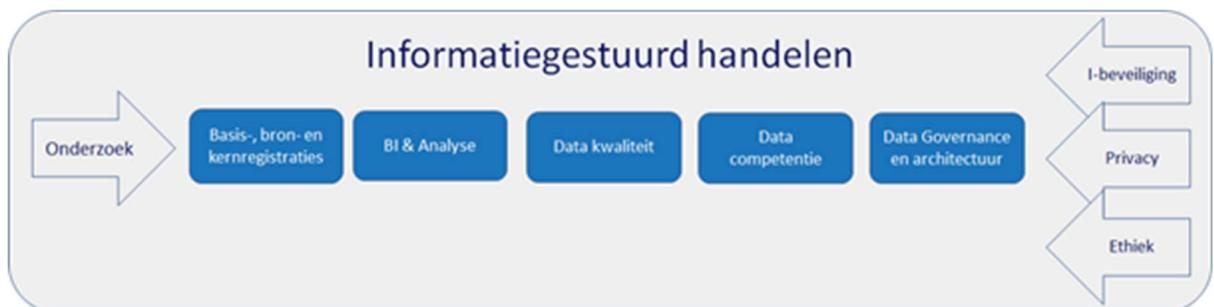 Informatiegestuurd handelen
Onderzoek
Basis-, bron- en
kernregistraties
BI & Analyse
Data kwaliteit
Data
competentie
Data Governance
en architectuur
I-beveiliging
Privacy
Ethiek